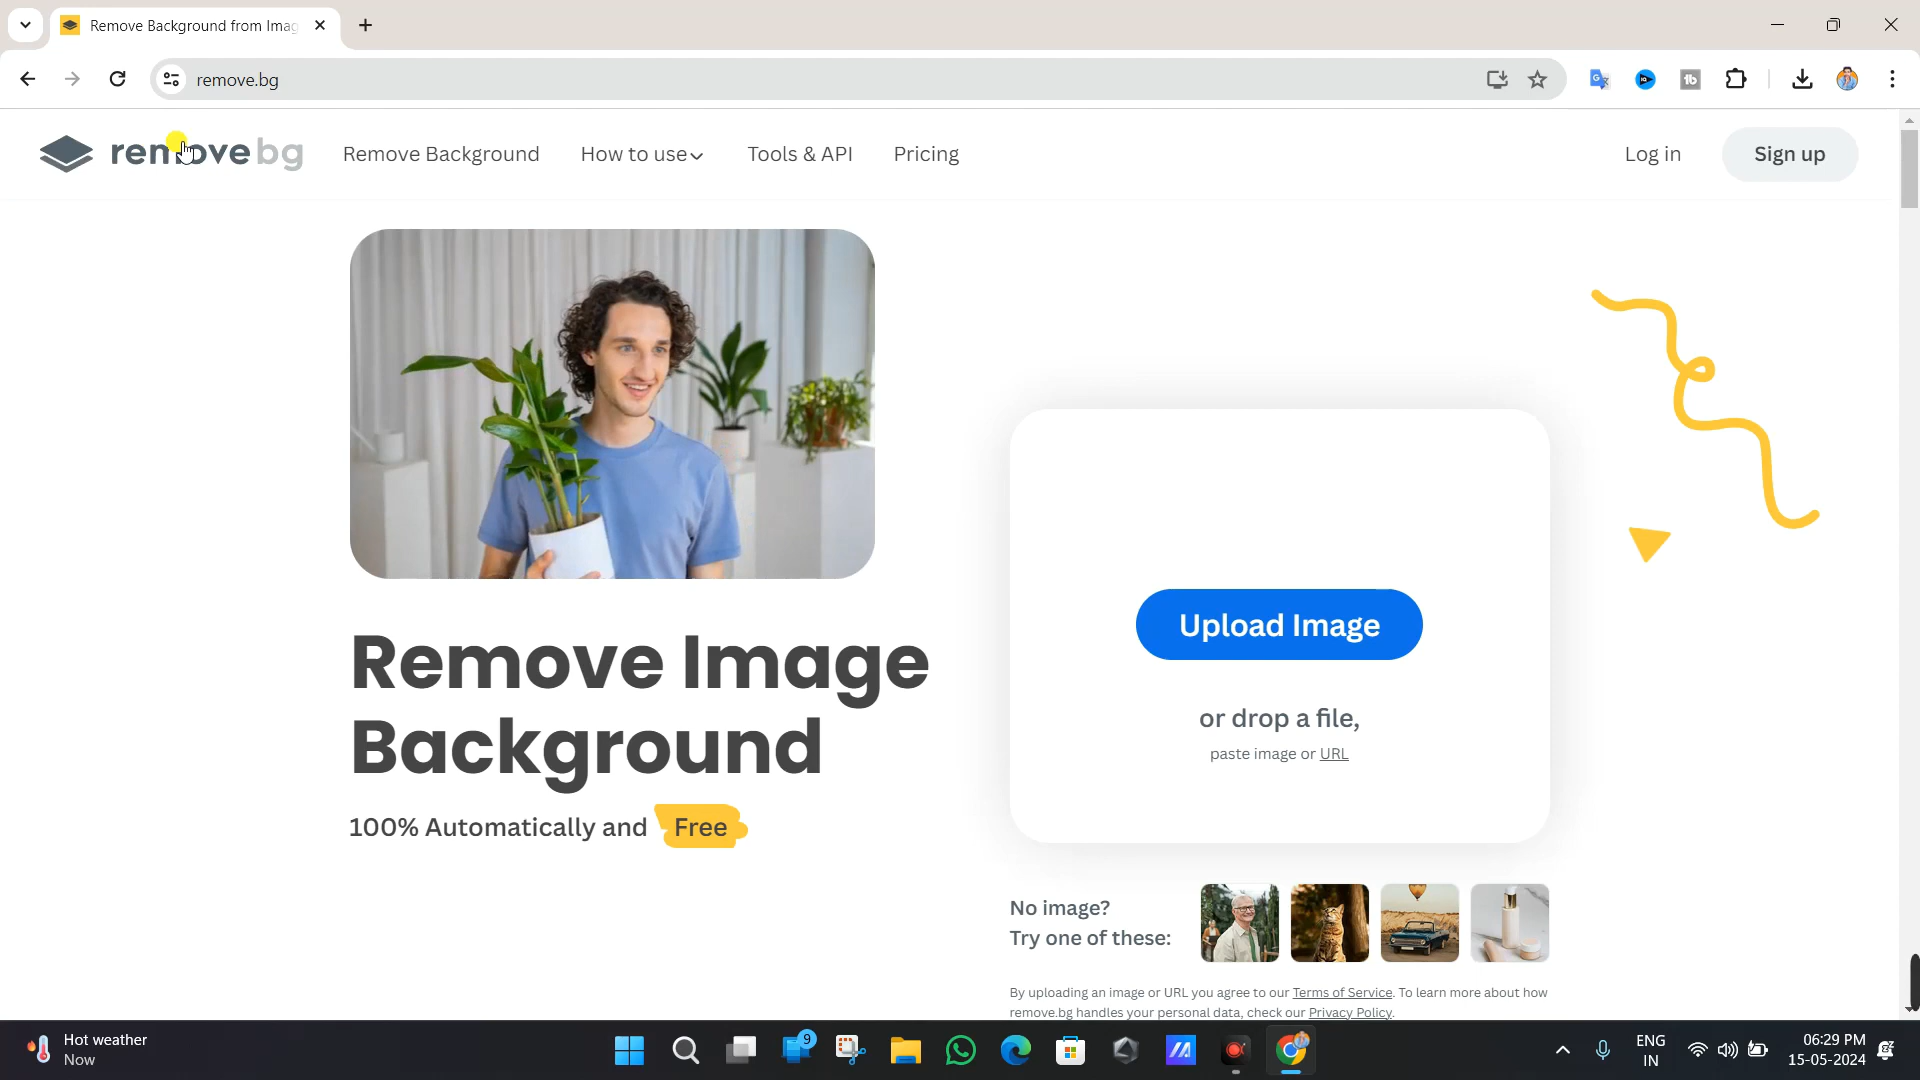 Remove Background from Imag
remove.bg
remove bg
Remove Background
How to use
Tools & API
Pricing
Log in
Sign up
Remove Image
Background
100% Automatically and Free
Upload Image
or drop a file,
paste image or URL
No image?
Try one of these:
By uploading an image or URL you agree to our Terms of Service. To learn more about how
remove.bg handles your personal data, check our Privacy Policy.
Hot weather
Now
9
ENG
IN
06:29 PM
15-05-2024